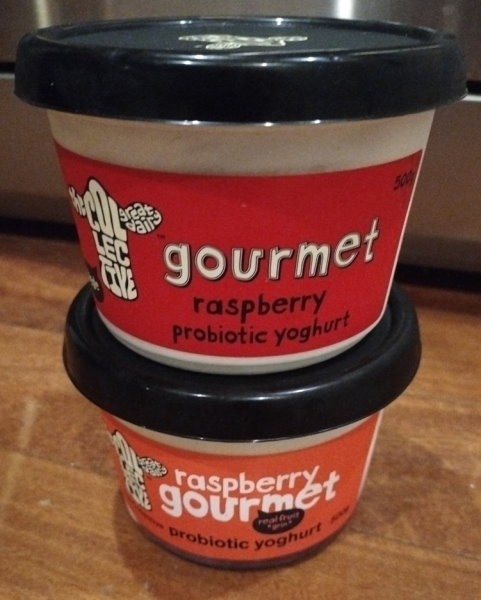 the
COL
LEC
TIVE
great
dairy
500g
gourmet
raspberry
probiotic yoghurt
raspberry
gourmet
real fruit
probiotic yoghurt
500g